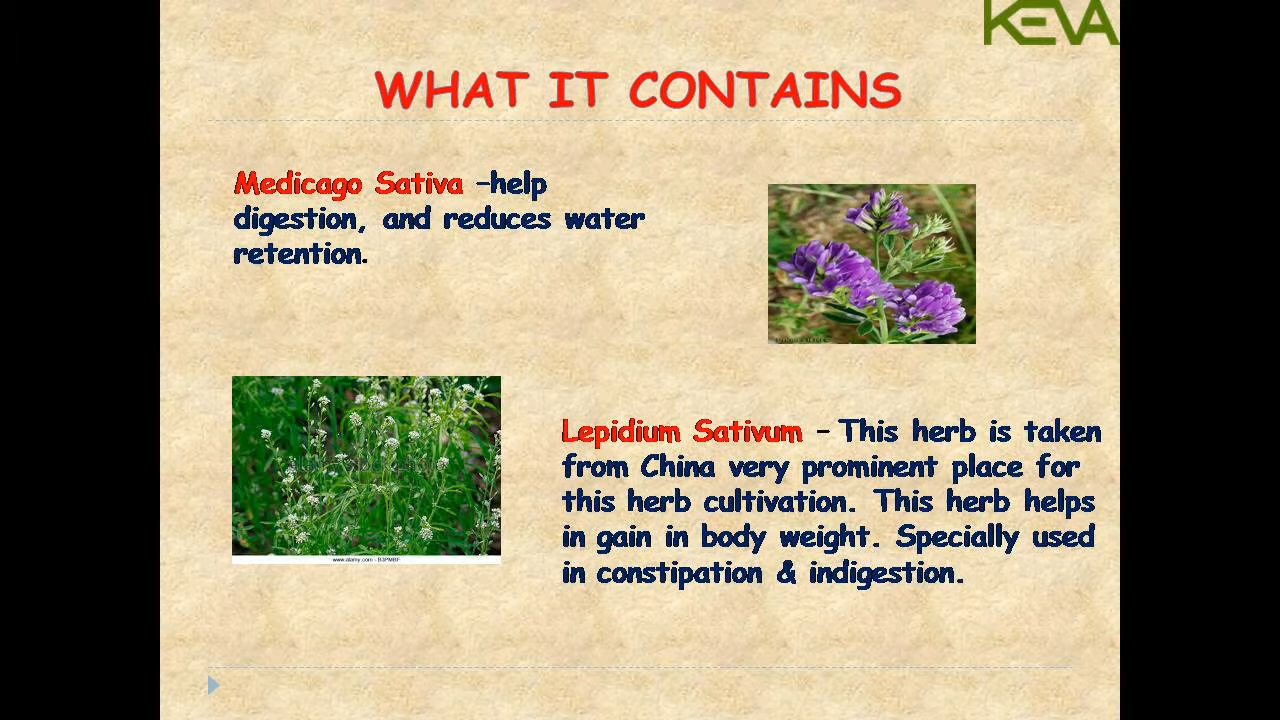 KEVA
WHAT IT CONTAINS
Medicago Sativa –help
digestion, and reduces water
retention.
Lepidium Sativum – This herb is taken
from China very prominent place for
this herb cultivation. This herb helps
in gain in body weight. Specially used
in constipation & indigestion.